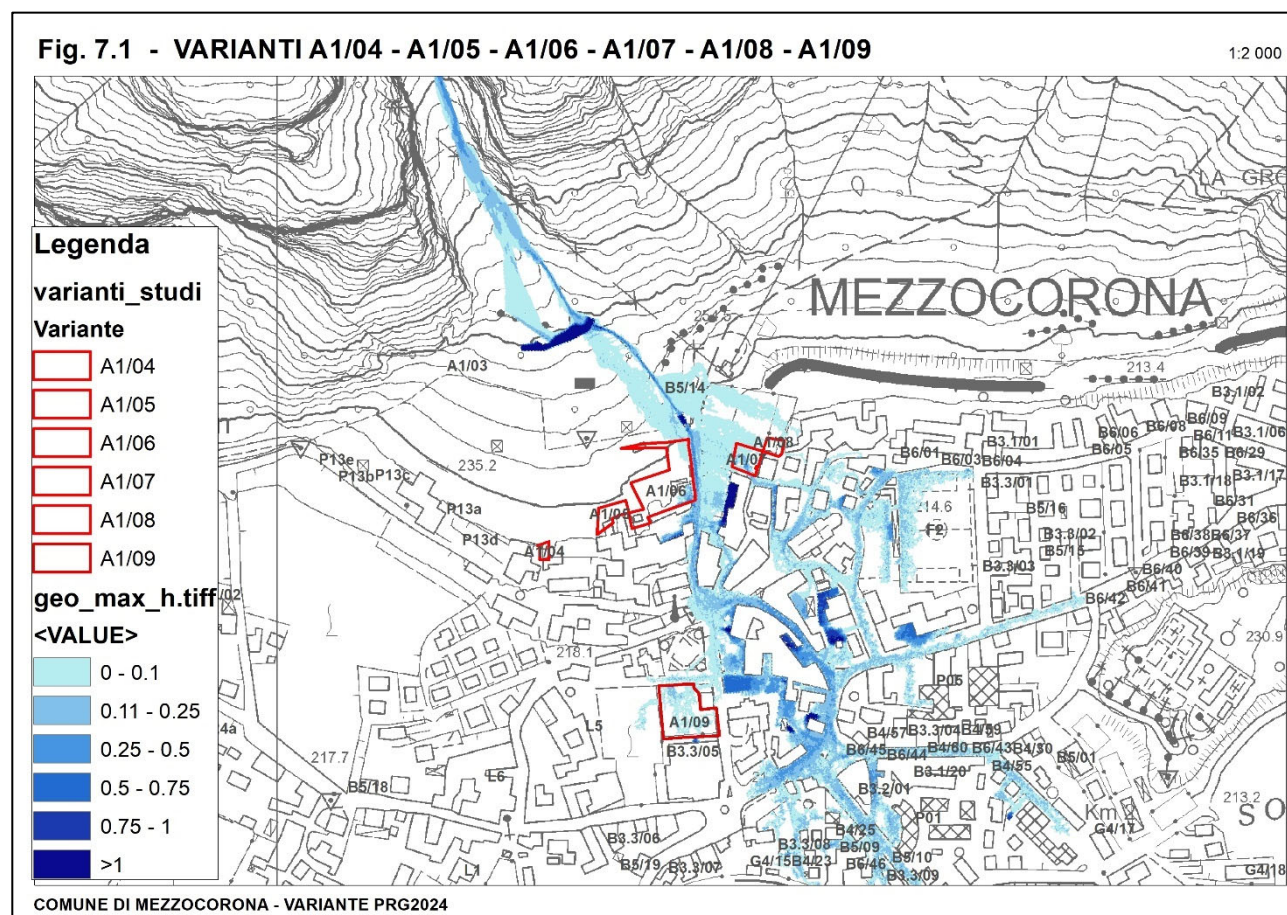 Fig. 7.1 - VARIANTI A1/04 - A1/05 - A1/06 - A1/07 - A1/08 - A1/09
1:2 000
LA GRO
Legenda
varianti_studi
Variante
A1/04
A1/05
A1/06
A1/07
A1/08
A1/09
geo_max_h.tiff
<VALUE>
0 - 0.1
0.11 - 0.25
0.25 - 0.5
0.5 - 0.75
0.75 - 1
>1
MEZZOCORONA
A1/03
B5/14
213.4
B3.1/02
A1/08
A1/07
B6/01
B6/03
B3.1/01
B6/04
B6/06
B6/05
B6/08
B6/09
B6/11
B3.1/06
B6/35
B6/29
P13e
P13b
P13c
235.2
A1/06
B3.3/01
B3.1/18
B3.1/17
B6/31
P13a
214.6
F2
B5/16
B6/36
P13d
A1/04
B3.3/02
B5/15
B6/38
B6/37
B6/39
B3.1/19
B3.3/03
B6/40
B6/41
B6/42
/02
218.1
230.9
P05
A1/09
L5
4a
217.7
B3.3/05
B4/57
B3.3/04
B6/45
B6/44
B6/43
B4/30
B4/55
B5/01
L6
B5/18
B3.1/20
B3.2/01
213.2
S O
Km 2
G4/17
P01
B3.3/06
B4/25
B3.3/08
B5/09
B5/19
B3.3/07
G4/15
B4/23
B6/46
B5/10
B3.3/09
L1
G4/18
COMUNE DI MEZZOCORONA - VARIANTE PRG2024